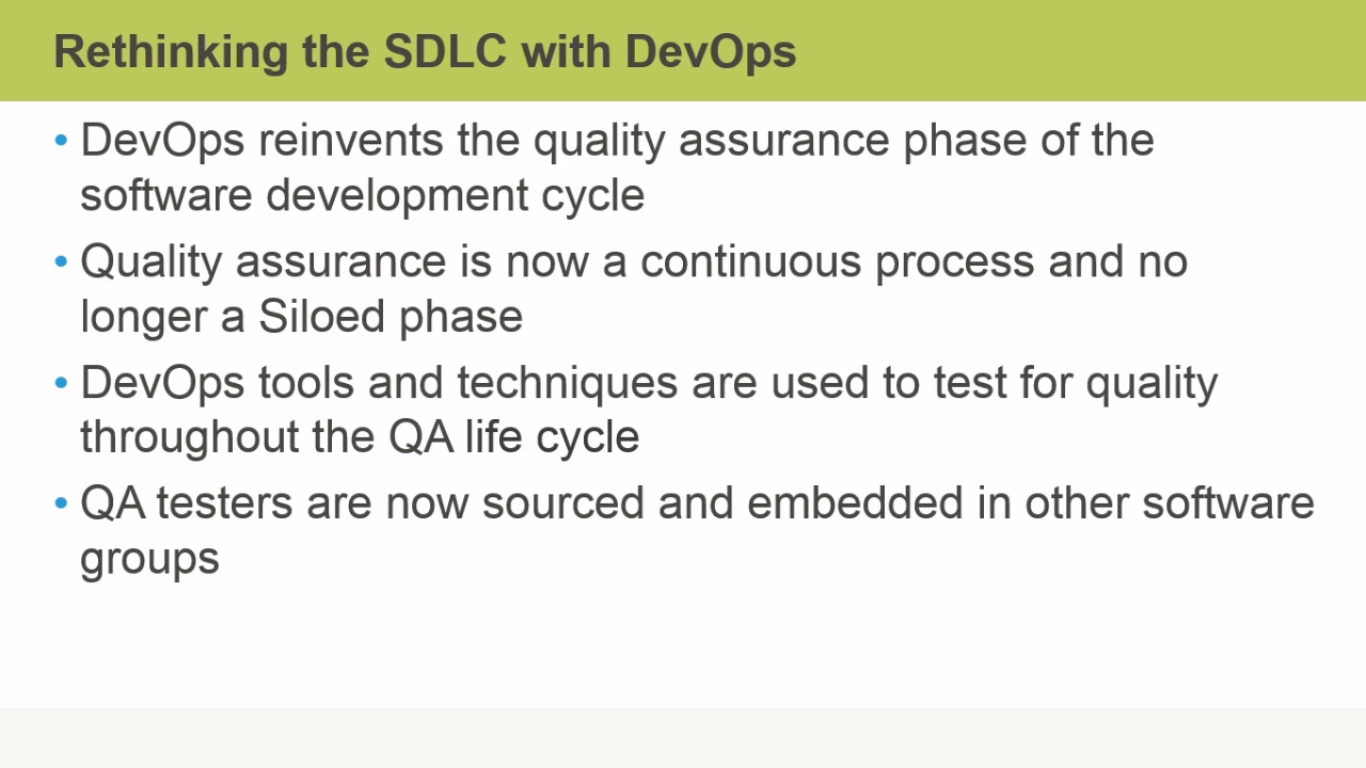 Rethinking the SDLC with DevOps
• DevOps reinvents the quality assurance phase of the
software development cycle
• Quality assurance is now a continuous process and no
longer a Siloed phase
• DevOps tools and techniques are used to test for quality
throughout the QA life cycle
• QA testers are now sourced and embedded in other software
groups